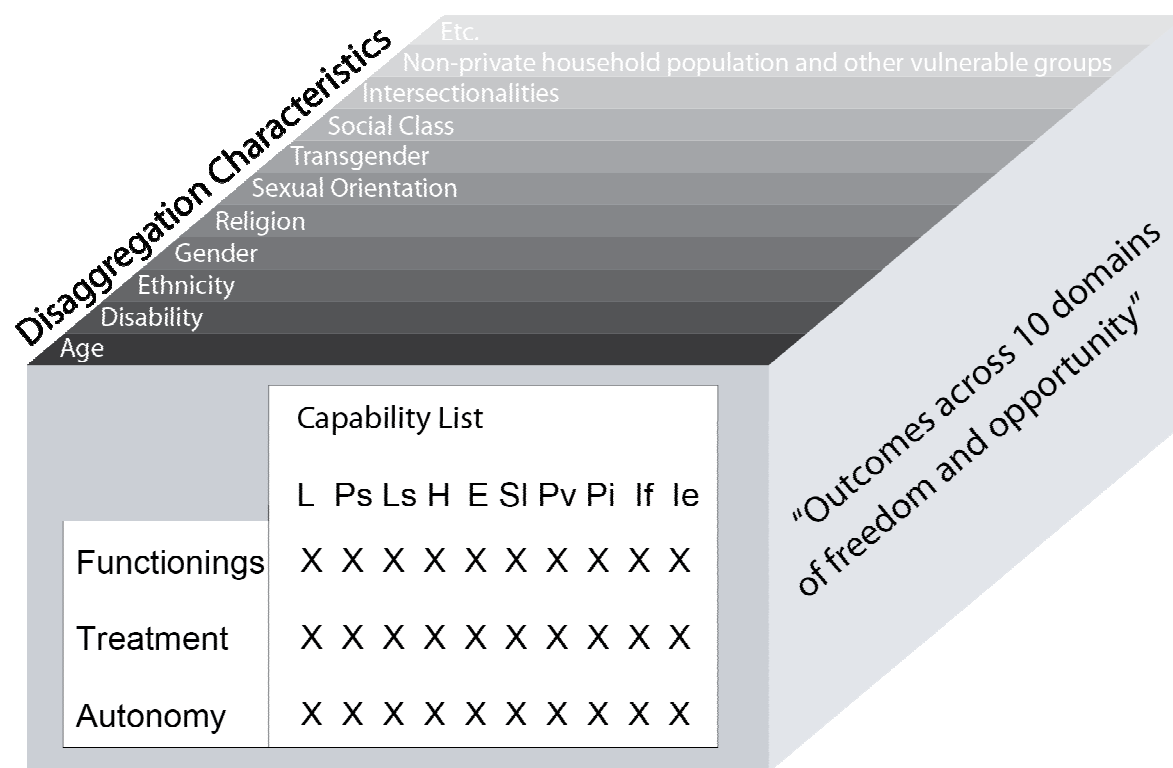 Disaggregation Characteristics
Etc.
Non-private household population and other vulnerable groups
Intersectionalities
Social Class
Transgender
Sexual Orientation
Religion
Gender
Ethnicity
Disability
Age
Capability List
L Ps Ls H E Sl Pv Pi If Ie
Functionings X X X X X X X X X X
Treatment X X X X X X X X X X
Autonomy X X X X X X X X X X
“Outcomes across 10 domains
of freedom and opportunity”